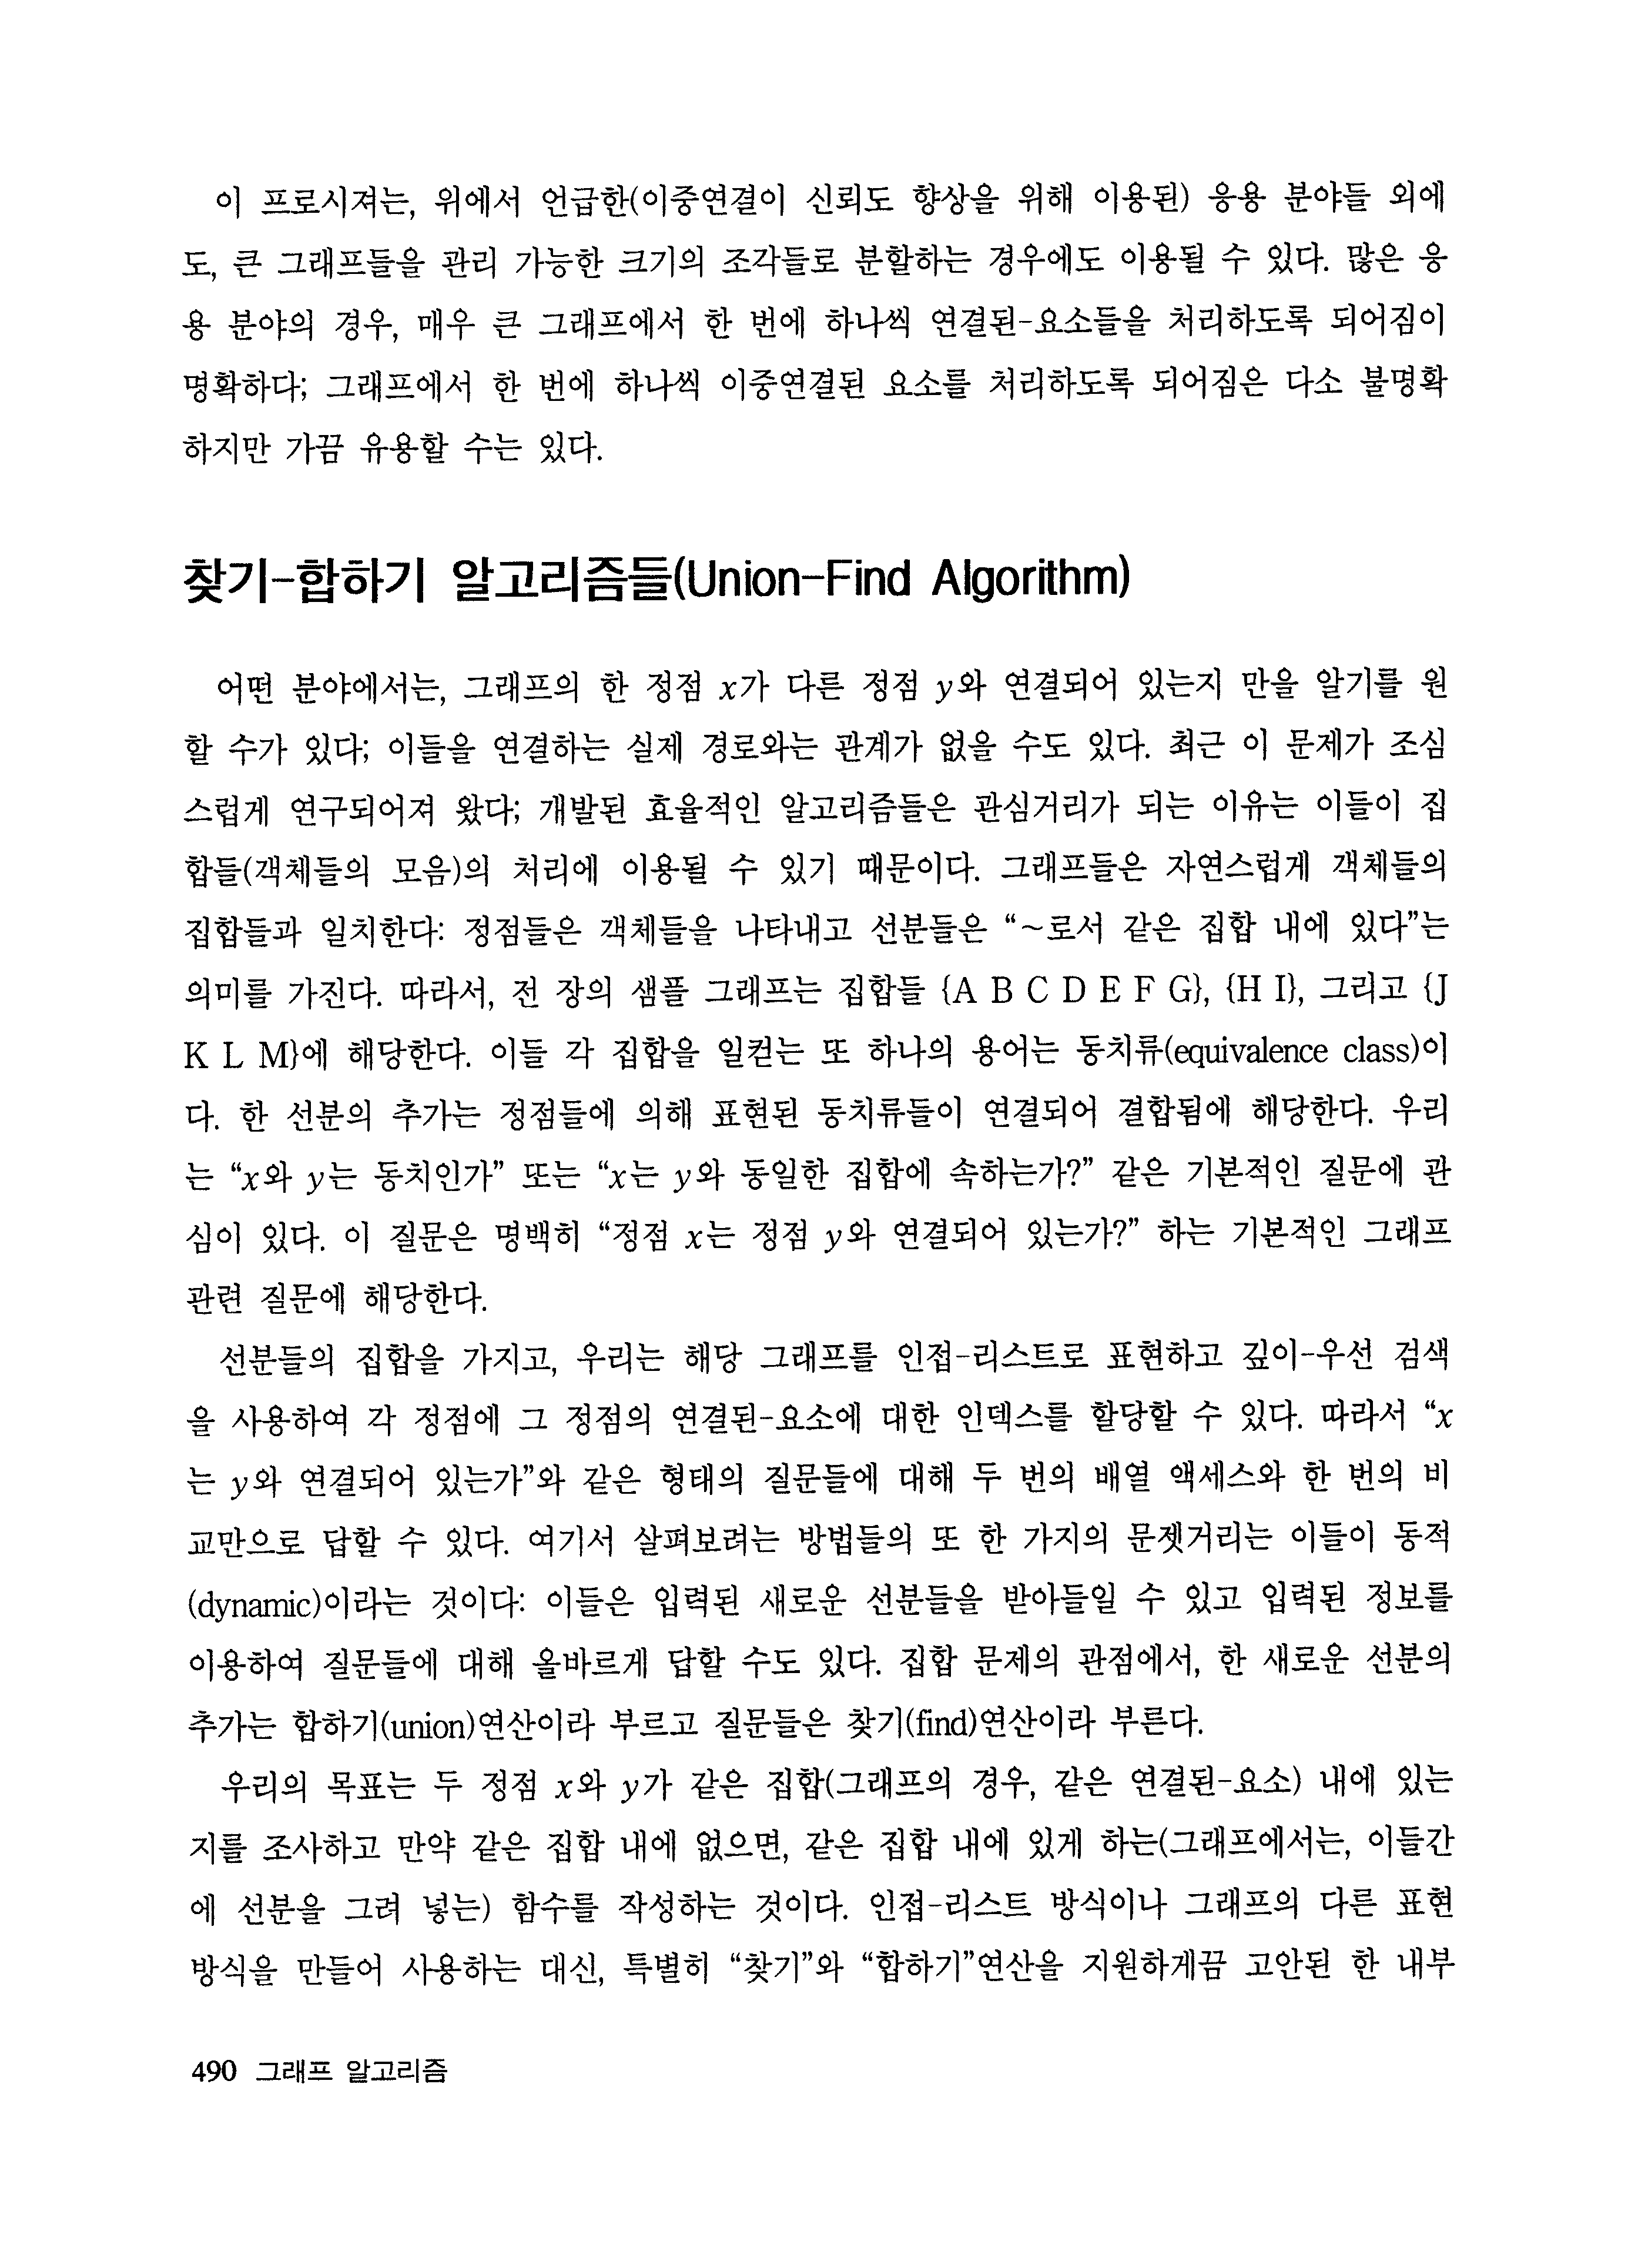 이 프로시져는, 위에서 언급한(이중연결이 신뢰도 향상을 위해 이용된) 응용 분야들 외에
도, 큰 그래프들을 관리 가능한 크기의 조각들로 분할하는 경우에도 이용될 수 있다. 많은 응
용 분야의 경우, 매우 큰 그래프에서 한 번에 하나씩 연결된-요소들을 처리하도록 되어짐이
명확하다; 그래프에서 한 번에 하나씩 이중연결된 요소를 처리하도록 되어짐은 다소 불명확
하지만 가끔 유용할 수는 있다.
찾기-합하기 알고리즘들(Union-Find Algorithm)
어떤 분야에서는, 그래프의 한 정점 x가 다른 정점 y와 연결되어 있는지 만을 알기를 원
할 수가 있다; 이들을 연결하는 실제 경로와는 관계가 없을 수도 있다. 최근 이 문제가 조심
스럽게 연구되어져 왔다; 개발된 효율적인 알고리즘들은 관심거리가 되는 이유는 이들이 집
합들(객체들의 모음)의 처리에 이용될 수 있기 때문이다. 그래프들은 자연스럽게 객체들의
집합들과 일치한다: 정점들은 객체들을 나타내고 선분들은 “~로서 같은 집합 내에 있다”는
의미를 가진다. 따라서, 전 장의 샘플 그래프는 집합들 {A B C D E F G}, {H I}, 그리고 {J
K L M}에 해당한다. 이들 각 집합을 일컫는 또 하나의 용어는 동치류(equivalence class)이
다. 한 선분의 추가는 정점들에 의해 표현된 동치류들이 연결되어 결합됨에 해당한다. 우리
는 “x와 y는 동치인가” 또는 “x는 y와 동일한 집합에 속하는가?” 같은 기본적인 질문에 관
심이 있다. 이 질문은 명백히 “정점 x는 정점 y와 연결되어 있는가?” 하는 기본적인 그래프
관련 질문에 해당한다.
선분들의 집합을 가지고, 우리는 해당 그래프를 인접-리스트로 표현하고 깊이-우선 검색
을 사용하여 각 정점에 그 정점의 연결된-요소에 대한 인덱스를 할당할 수 있다. 따라서 “x
는 y와 연결되어 있는가”와 같은 형태의 질문들에 대해 두 번의 배열 액세스와 한 번의 비
교만으로 답할 수 있다. 여기서 살펴보려는 방법들의 또 한 가지의 문젯거리는 이들이 동적
(dynamic)이라는 것이다: 이들은 입력된 새로운 선분들을 받아들일 수 있고 입력된 정보를
이용하여 질문들에 대해 올바르게 답할 수도 있다. 집합 문제의 관점에서, 한 새로운 선분의
추가는 합하기(union)연산이라 부르고 질문들은 찾기(find)연산이라 부른다.
우리의 목표는 두 정점 x와 y가 같은 집합(그래프의 경우, 같은 연결된-요소) 내에 있는
지를 조사하고 만약 같은 집합 내에 없으면, 같은 집합 내에 있게 하는(그래프에서는, 이들간
에 선분을 그려 넣는) 함수를 작성하는 것이다. 인접-리스트 방식이나 그래프의 다른 표현
방식을 만들어 사용하는 대신, 특별히 “찾기”와 “합하기”연산을 지원하게끔 고안된 한 내부
490 그래프 알고리즘